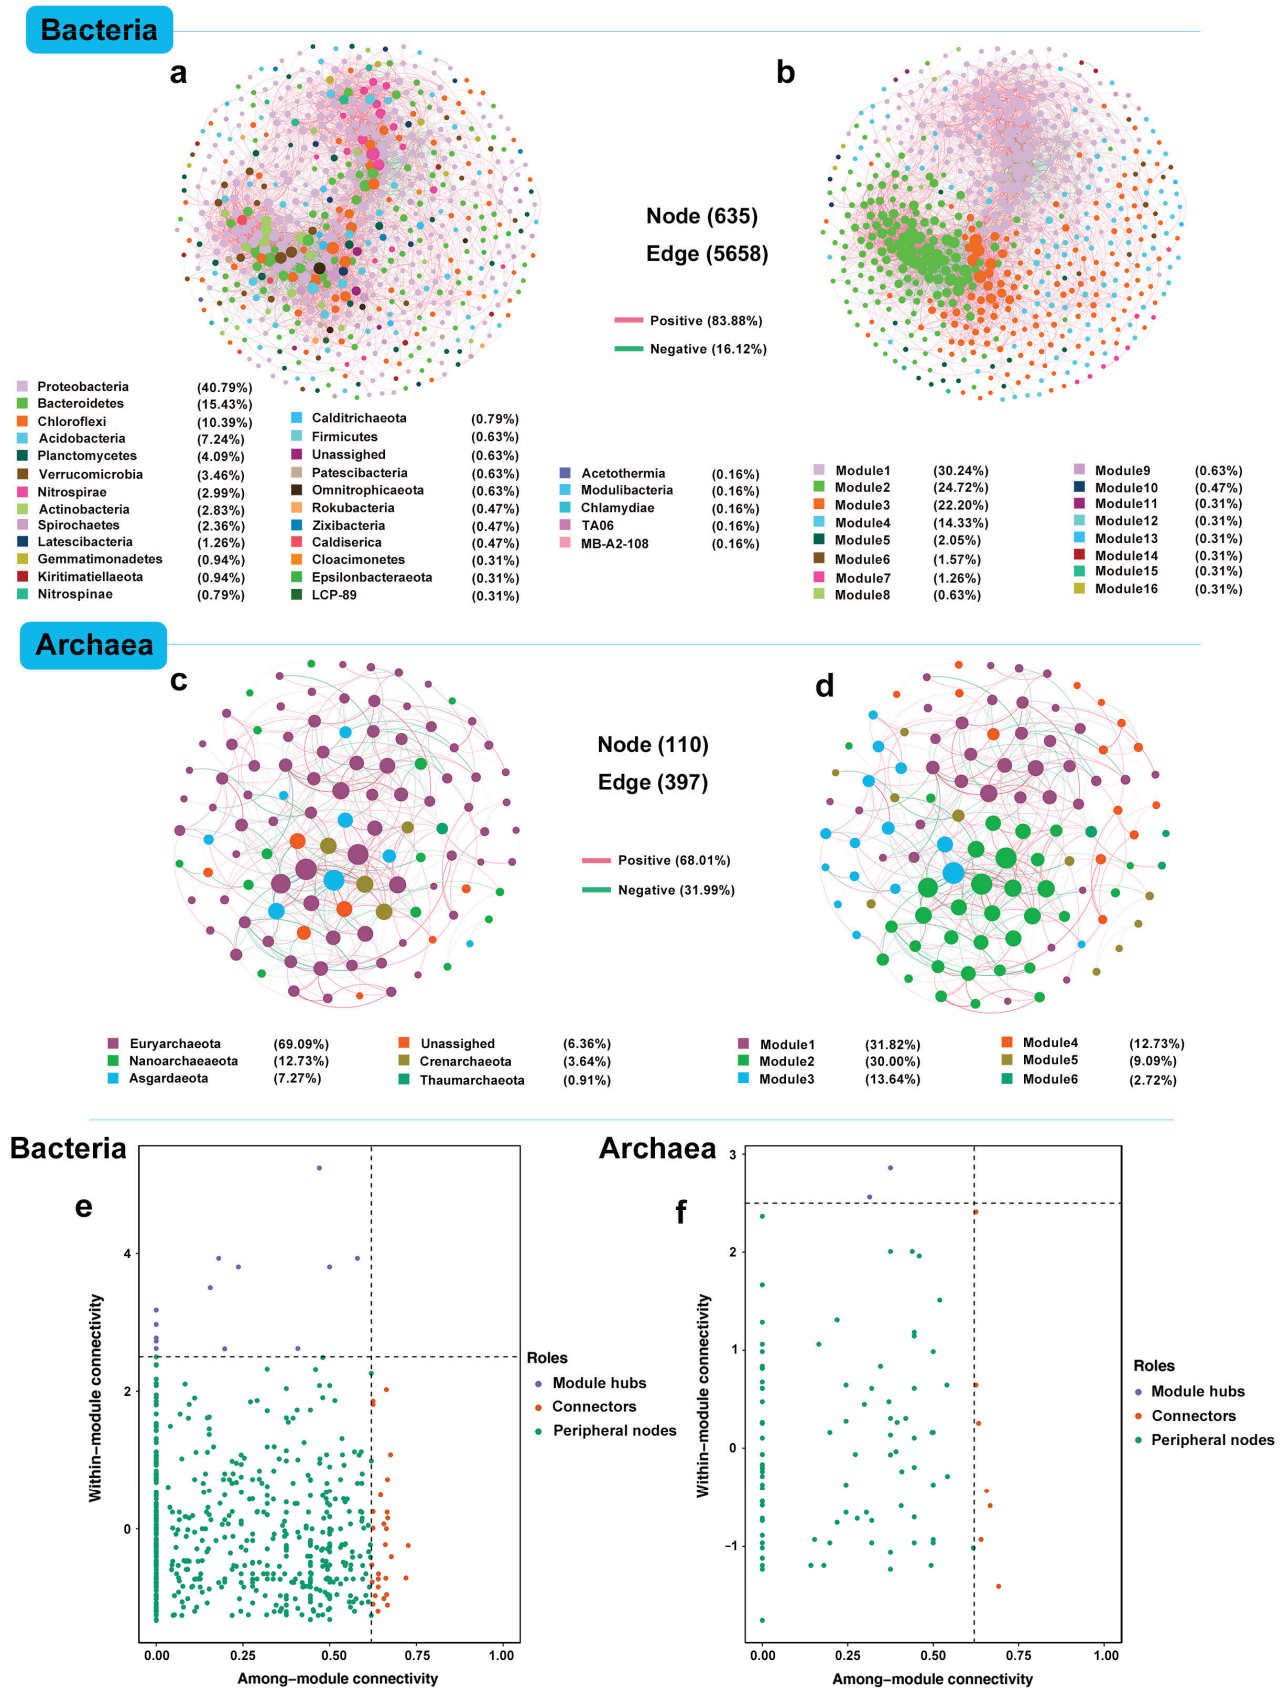 Bacteria
a
b
Node (635)
Edge (5658)
Positive (83.88%)
Negative (16.12%)
Proteobacteria (40.79%)
Bacteroidetes (15.43%)
Chloroflexi (10.39%)
Acidobacteria (7.24%)
Planctomycetes (4.09%)
Verrucomicrobia (3.46%)
Nitrospirae (2.99%)
Actinobacteria (2.83%)
Spirochaetes (2.36%)
Latescibacteria (1.26%)
Gemmatimonadetes (0.94%)
Kiritimatiellaeota (0.94%)
Nitrospinae (0.79%)
Calditrichaeota (0.79%)
Firmicutes (0.63%)
Unassighed (0.63%)
Patescibacteria (0.63%)
Omnitrophicaeota (0.63%)
Rokubacteria (0.47%)
Zixibacteria (0.47%)
Caldiserica (0.47%)
Cloacimonetes (0.31%)
Epsilonbacteraeota (0.31%)
LCP-89 (0.31%)
Acetothermia (0.16%)
Modulibacteria (0.16%)
Chlamydiae (0.16%)
TA06 (0.16%)
MB-A2-108 (0.16%)
Module1 (30.24%)
Module2 (24.72%)
Module3 (22.20%)
Module4 (14.33%)
Module5 (2.05%)
Module6 (1.57%)
Module7 (1.26%)
Module8 (0.63%)
Module9 (0.63%)
Module10 (0.47%)
Module11 (0.31%)
Module12 (0.31%)
Module13 (0.31%)
Module14 (0.31%)
Module15 (0.31%)
Module16 (0.31%)
Archaea
c
d
Node (110)
Edge (397)
Positive (68.01%)
Negative (31.99%)
Euryarchaeota (69.09%)
Nanoarchaeaeota (12.73%)
Asgardaeota (7.27%)
Unassighed (6.36%)
Crenarchaeota (3.64%)
Thaumarchaeota (0.91%)
Module1 (31.82%)
Module2 (30.00%)
Module3 (13.64%)
Module4 (12.73%)
Module5 (9.09%)
Module6 (2.72%)
Bacteria
e
Within−module connectivity
4
2
0
0.00 0.25 0.50 0.75 1.00
Among−module connectivity
Roles
Module hubs
Connectors
Peripheral nodes
Archaea
f
Within−module connectivity
3
2
1
0
−1
0.00 0.25 0.50 0.75 1.00
Among−module connectivity
Roles
Module hubs
Connectors
Peripheral nodes